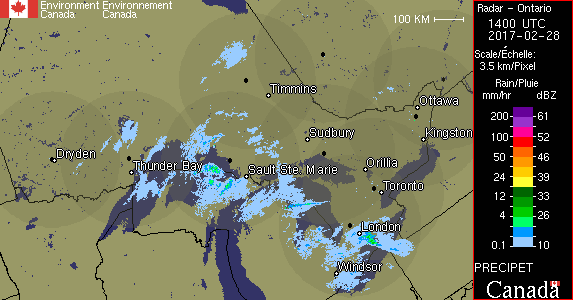 Environment Environnement
Canada Canada
100 KM
Timmins
Ottawa
Sudbury
Kingston
Dryden
Thunder Bay
Sault Ste. Marie
Orillia
Toronto
London
Windsor
Radar - Ontario
1400 UTC
2017-02-28
Scale/Échelle:
3.5 km/Pixel
Rain/Pluie
mm/hr dBZ
200 61
100 52
50 46
24 39
12 33
4 26
0.1 10
PRECIPET
Canada